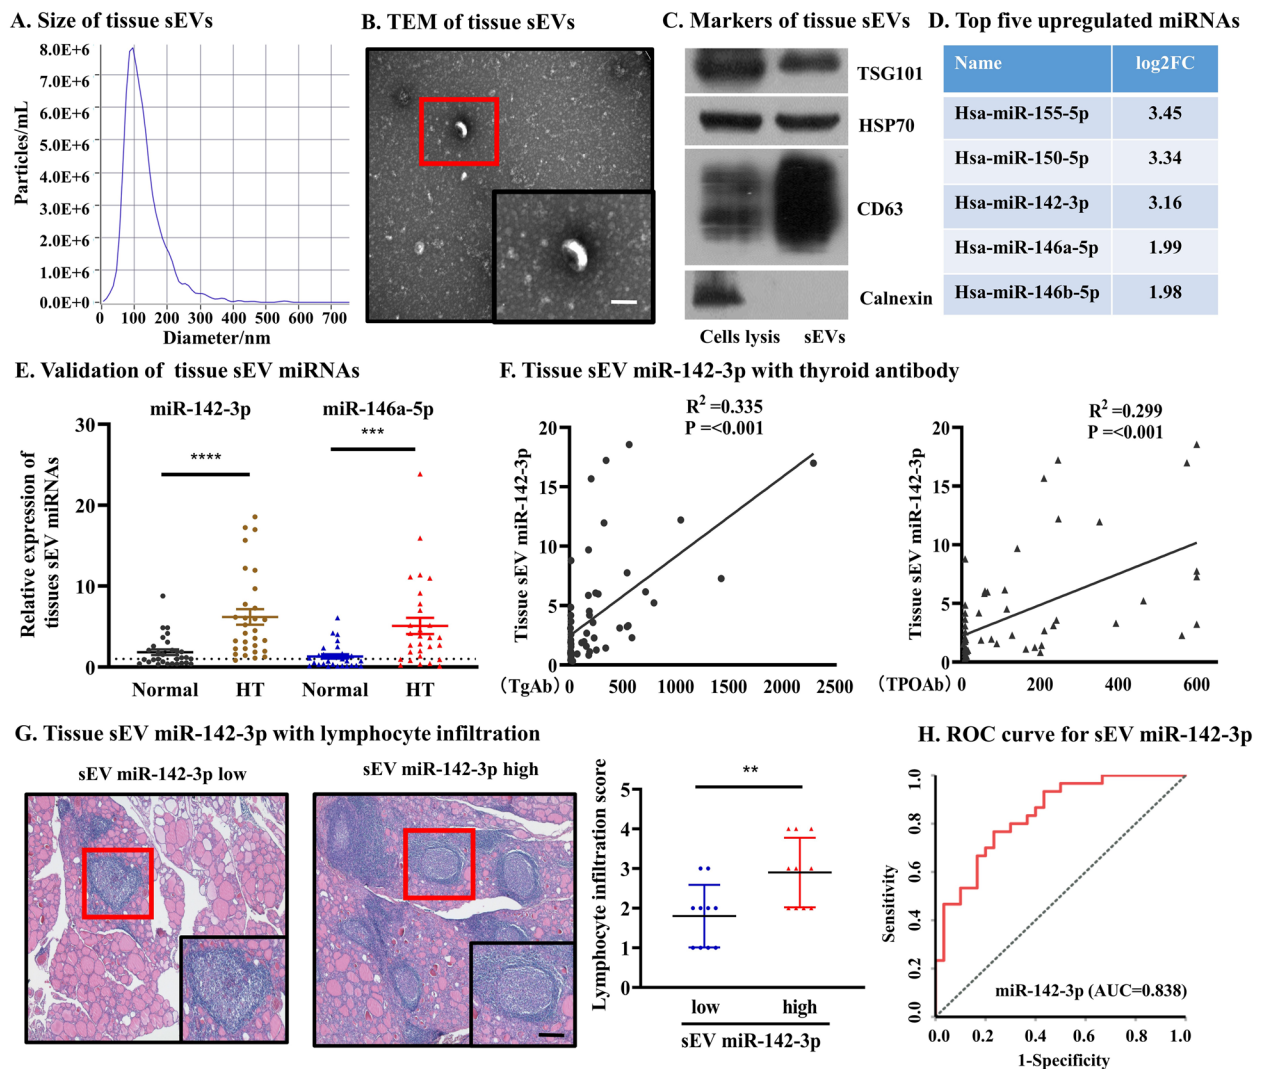 A. Size of tissue sEVs
8.0E+6
7.0E+6
6.0E+6
5.0E+6
4.0E+6
3.0E+6
2.0E+6
1.0E+6
0.0E+0
Particles/mL
0 100 200 300 400 500 600 700
Diameter/nm
B. TEM of tissue sEVs
C. Markers of tissue sEVs
TSG101
HSP70
CD63
Calnexin
Cells lysis sEVs
D. Top five upregulated miRNAs
Name log2FC
Hsa-miR-155-5p 3.45
Hsa-miR-150-5p 3.34
Hsa-miR-142-3p 3.16
Hsa-miR-146a-5p 1.99
Hsa-miR-146b-5p 1.98
E. Validation of tissue sEV miRNAs
miR-142-3p miR-146a-5p
**** ***
30
20
10
0
Relative expression of
tissues sEV miRNAs
Normal HT Normal HT
F. Tissue sEV miR-142-3p with thyroid antibody
R2 =0.335
P =<0.001
20
15
10
5
0
Tissue sEV miR-142-3p
(TgAb) 0 500 1000 1500 2000 2500
R2 =0.299
P =<0.001
20
15
10
5
0
Tissue sEV miR-142-3p
(TPOAb) 0 200 400 600
G. Tissue sEV miR-142-3p with lymphocyte infiltration
sEV miR-142-3p low
sEV miR-142-3p high
**
5
4
3
2
1
0
Lymphocyte infiltration score
low high
sEV miR-142-3p
H. ROC curve for sEV miR-142-3p
1.0
0.8
0.6
0.4
0.2
0.0
Sensitivity
miR-142-3p (AUC=0.838)
0.0 0.2 0.4 0.6 0.8 1.0
1-Specificity